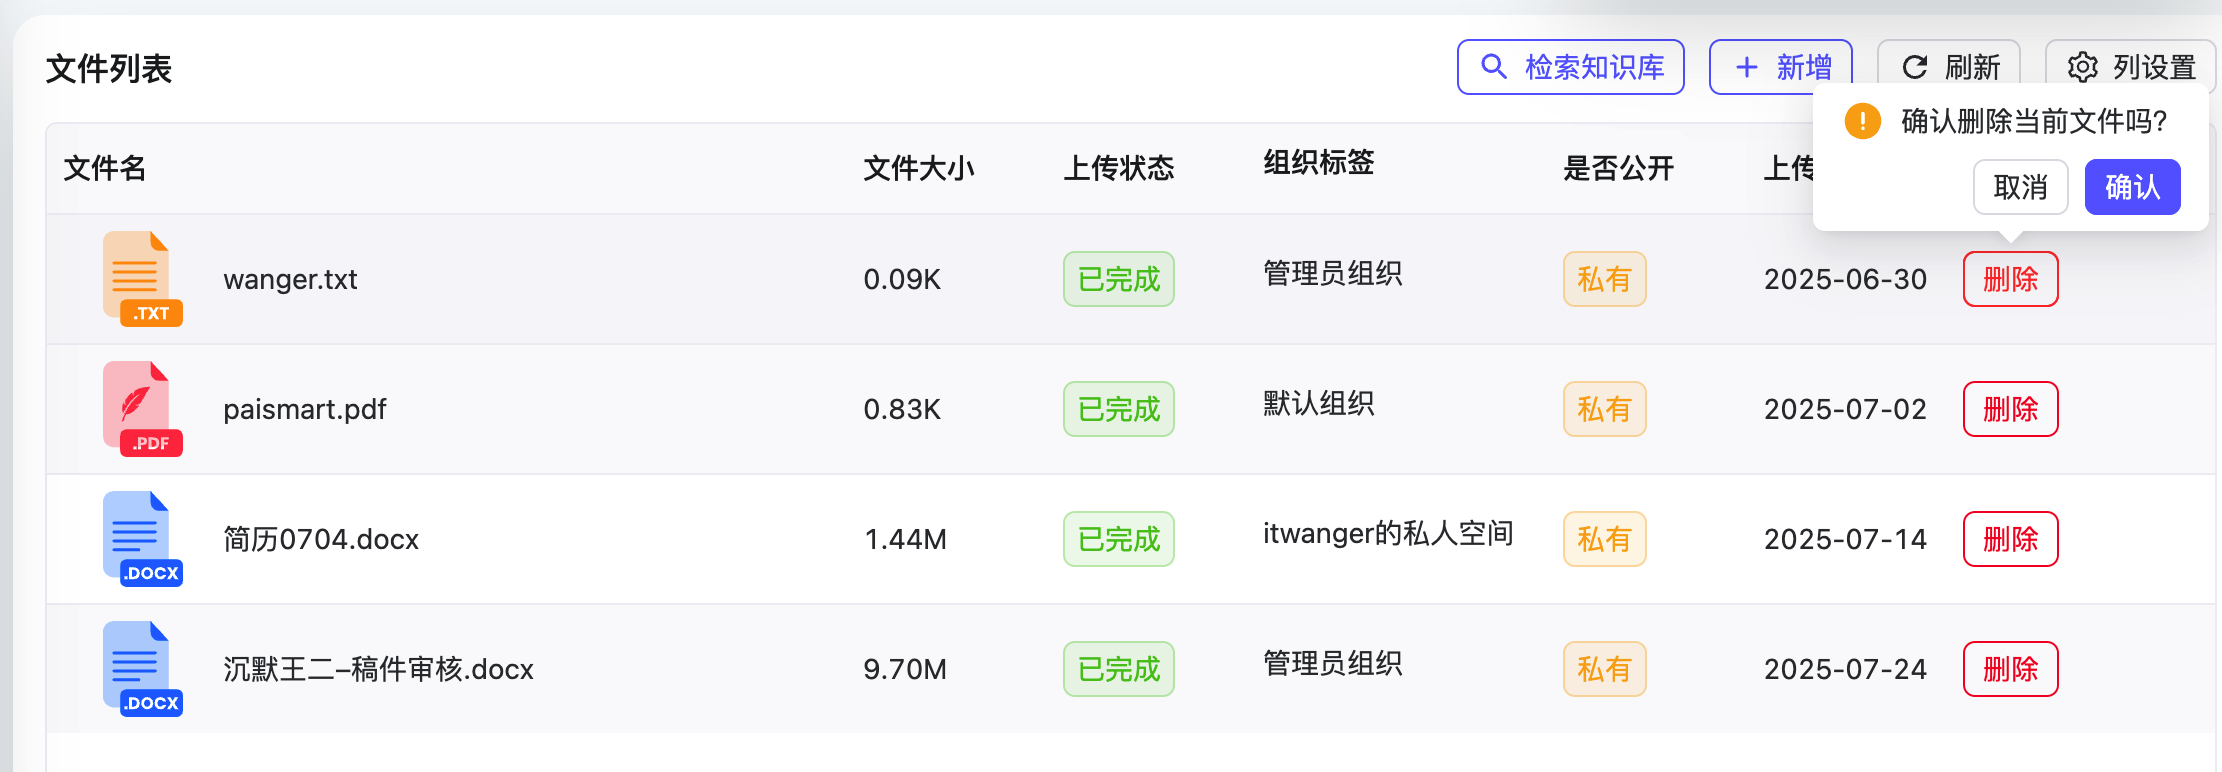 文件列表 检索知识库 新增 刷新 列设置
确认删除当前文件吗?
取消 确认
文件名 文件大小 上传状态 组织标签 是否公开 上传
.TXT wanger.txt 0.09K 已完成 管理员组织 私有 2025-06-30 删除
.PDF paismart.pdf 0.83K 已完成 默认组织 私有 2025-07-02 删除
.DOCX 简历0704.docx 1.44M 已完成 itwanger的私人空间 私有 2025-07-14 删除
.DOCX 沉默王二-稿件审核.docx 9.70M 已完成 管理员组织 私有 2025-07-24 删除